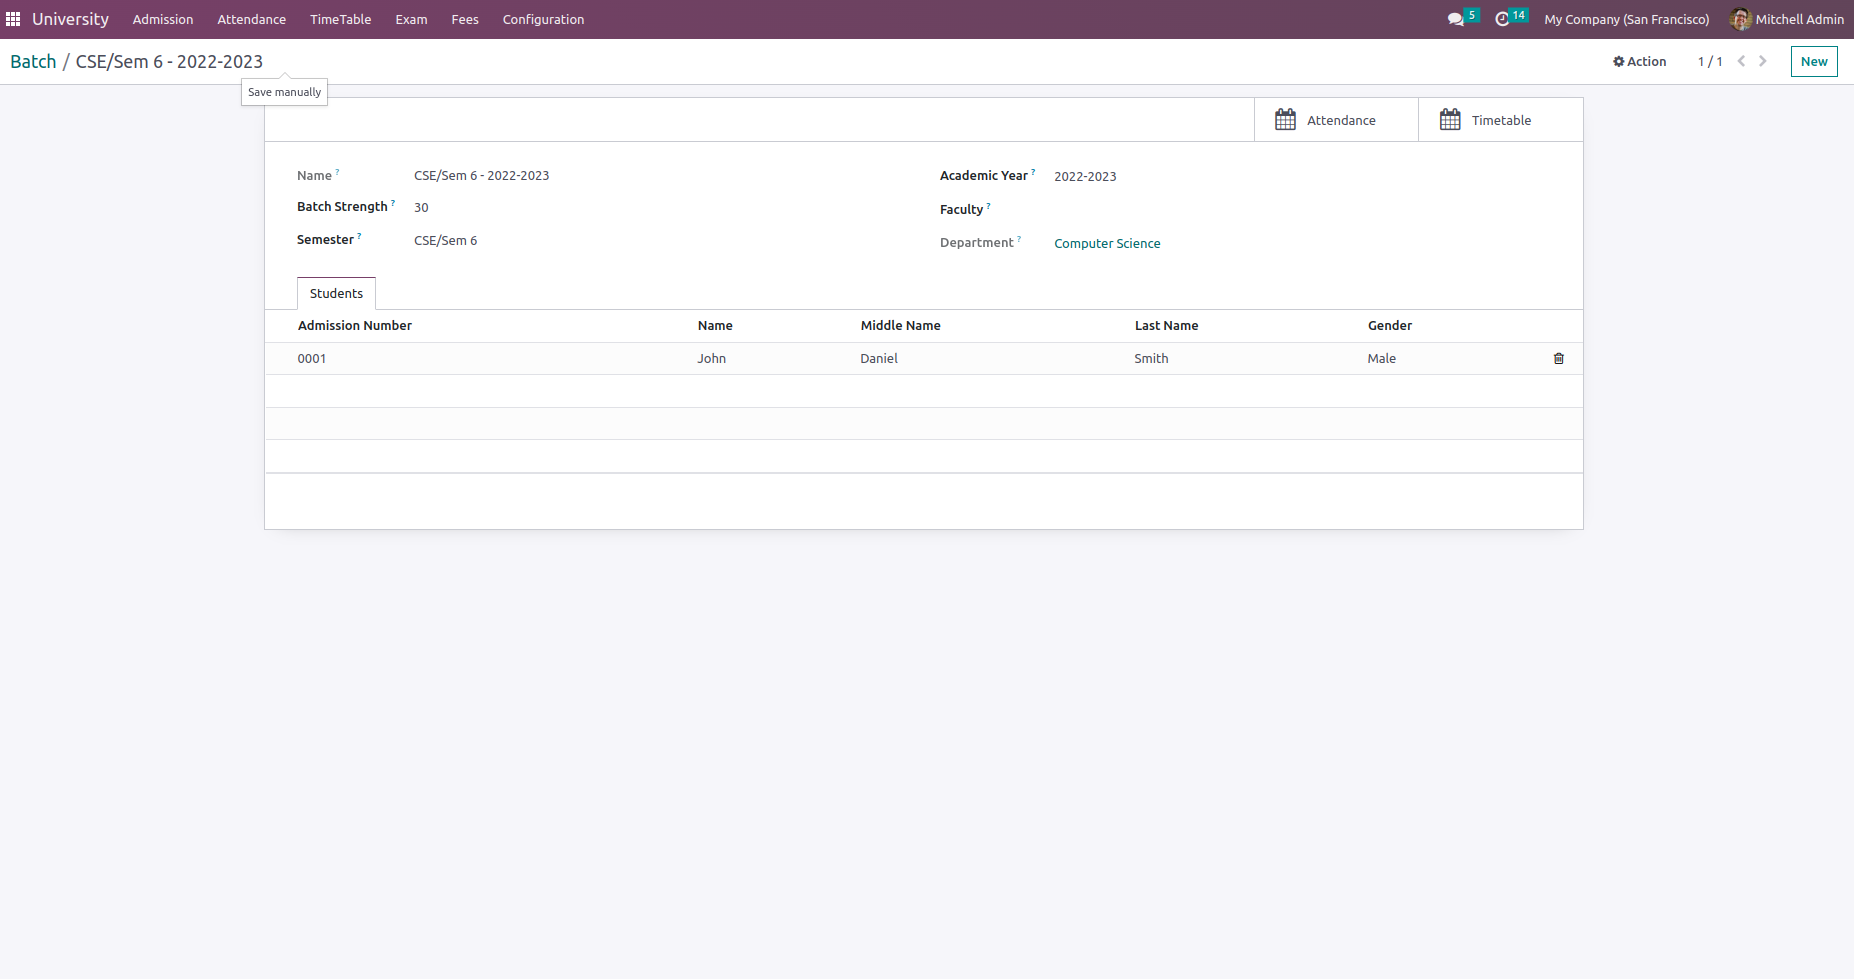 University Admission Attendance TimeTable Exam Fees Configuration 5 14 My Company (San Francisco) Mitchell Admin
Batch / CSE/Sem 6 - 2022-2023 Action 1 / 1 New
Save manually
Attendance Timetable
Name ? CSE/Sem 6 - 2022-2023 Academic Year ? 2022-2023
Batch Strength ? 30 Faculty ?
Semester ? CSE/Sem 6 Department ? Computer Science
Students
Admission Number Name Middle Name Last Name Gender
0001 John Daniel Smith Male